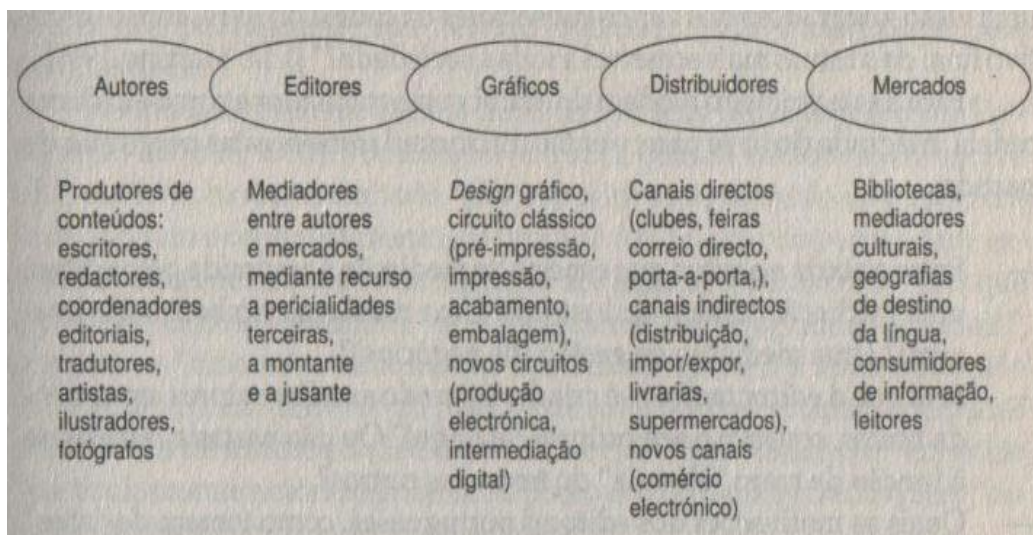 Autores
Editores
Gráficos
Distribuidores
Mercados
Produtores de
conteúdos:
escritores,
redactores,
coordenadores
editoriais,
tradutores,
artistas,
ilustradores,
fotógrafos
Mediadores
entre autores
e mercados,
mediante recurso
a pericialidades
terceiras,
a montante
e a jusante
Design gráfico,
circuito clássico
(pré-impressão,
impressão,
acabamento,
embalagem),
novos circuitos
(produção
electrónica,
intermediação
digital)
Canais directos
(clubes, feiras
correio directo,
porta-a-porta,),
canais indirectos
(distribuição,
impor/expor,
livrarias,
supermercados),
novos canais
(comércio
electrónico)
Bibliotecas,
mediadores
culturais,
geografias
de destino
da língua,
consumidores
de informação,
leitores